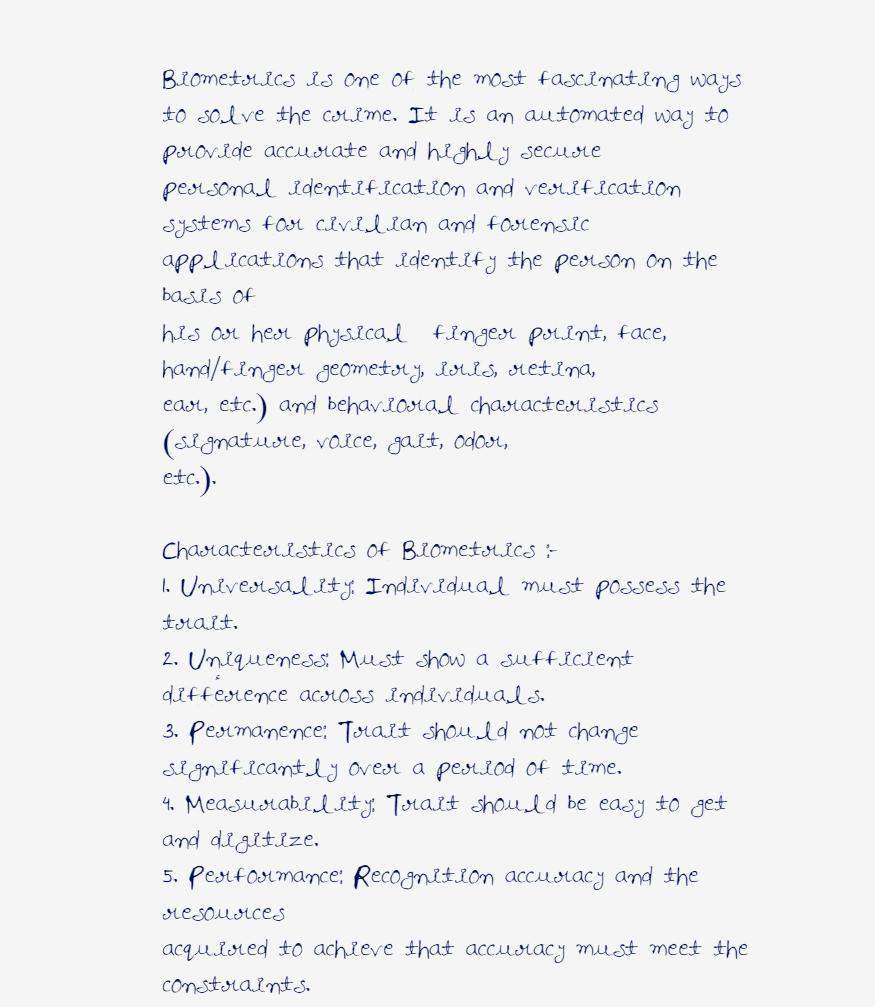 Biometrics is one of the most fascinating ways
to solve the crime. It is an automated way to
provide accurate and highly secure
personal identification and verification
systems for civilian and forensic
applications that identify the person on the
basis of
his or her physical finger print, face,
hand/finger geometry, iris, retina,
ear, etc.) and behavioral characteristics
(signature, voice, gait, odor,
etc.).
Characteristics of Biometrics :-
1. Universality: Individual must possess the
trait.
2. Uniqueness: Must show a sufficient
difference across individuals.
3. Permanence: Trait should not change
significantly over a period of time.
4. Measurability: Trait should be easy to get
and digitize.
5. Performance: Recognition accuracy and the
resources
acquired to achieve that accuracy must meet the
constraints.